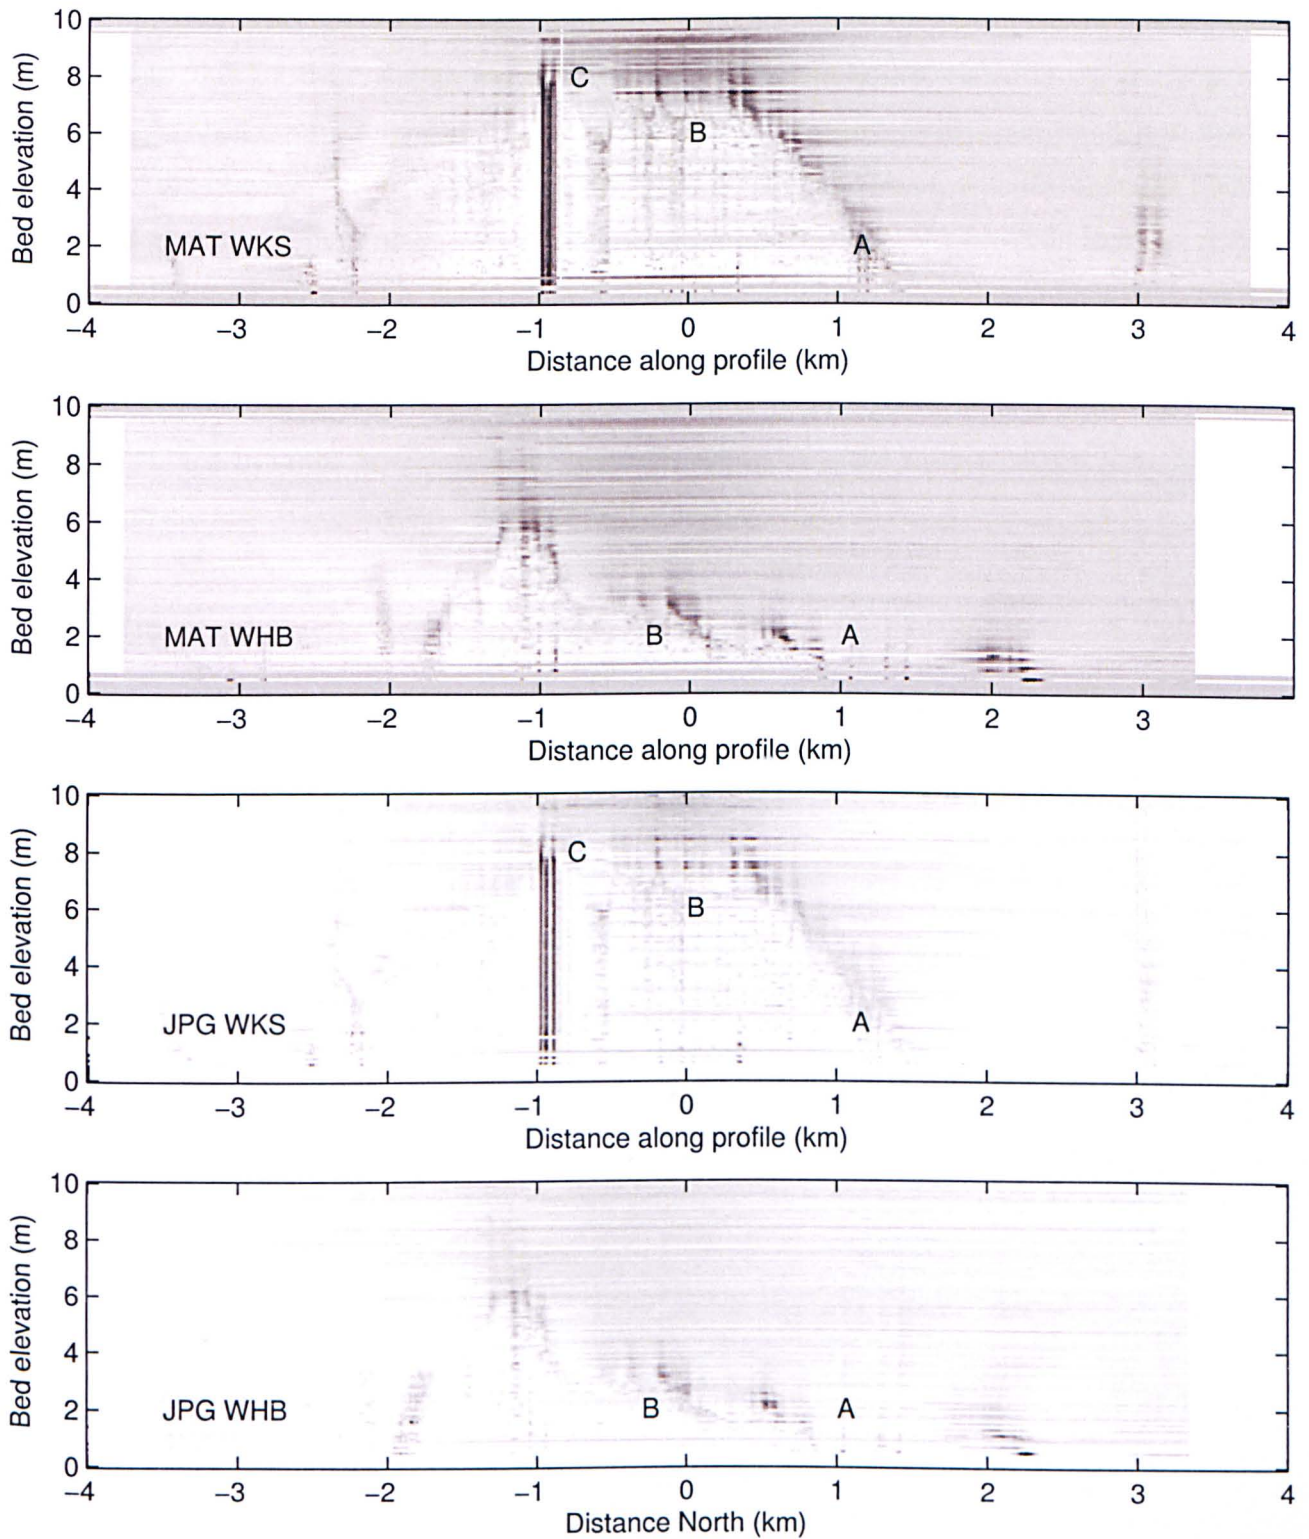 10
8
C
6
B
4
2
MAT WKS
A
0
−4 −3 −2 −1 0 1 2 3 4
Bed elevation (m)
Distance along profile (km)
10
8
6
4
2
MAT WHB
B
A
0
−4 −3 −2 −1 0 1 2 3
Bed elevation (m)
Distance along profile (km)
10
8
C
6
B
4
2
JPG WKS
A
0
−4 −3 −2 −1 0 1 2 3 4
Bed elevation (m)
Distance along profile (km)
10
8
6
4
2
JPG WHB
B
A
0
−4 −3 −2 −1 0 1 2 3 4
Bed elevation (m)
Distance North (km)